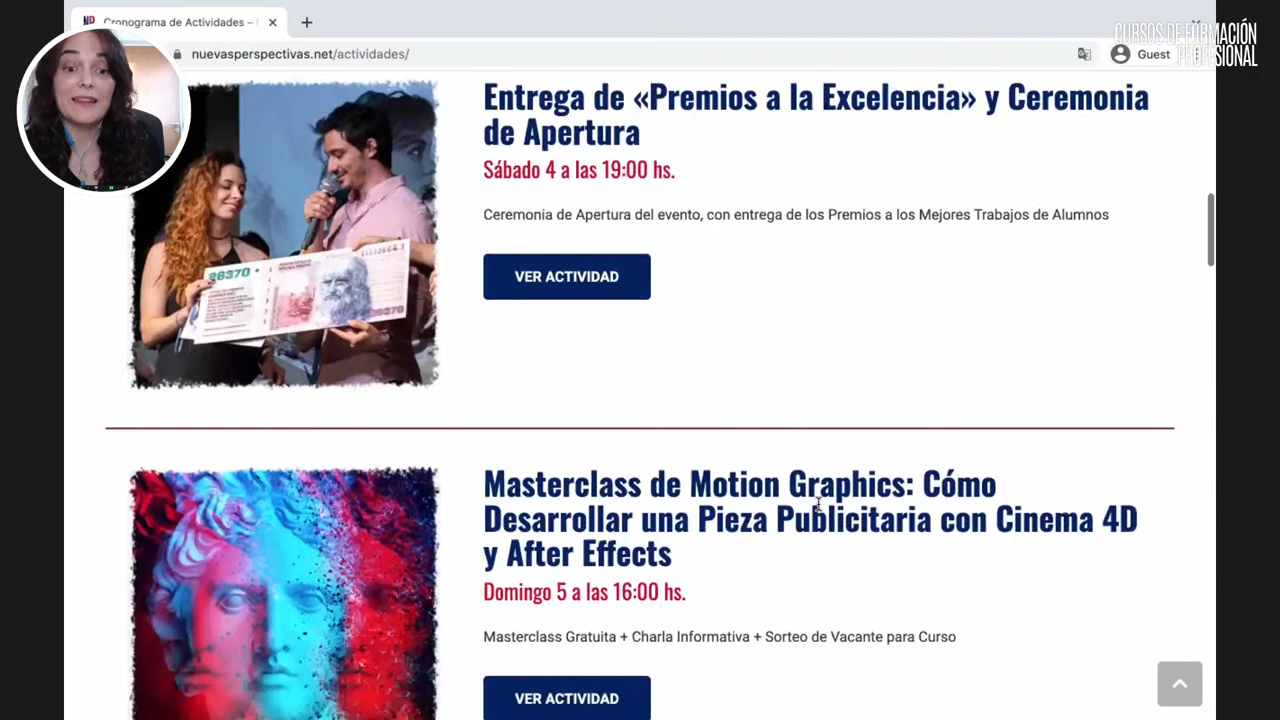 Cronograma de Actividades –
nuevasperspectivas.net/actividades/
Guest
CURSOS DE FORMACIÓN
PROFESIONAL
Entrega de «Premios a la Excelencia» y Ceremonia
de Apertura
Sábado 4 a las 19:00 hs.
Ceremonia de Apertura del evento, con entrega de los Premios a los Mejores Trabajos de Alumnos
VER ACTIVIDAD
26370
26370
Masterclass de Motion Graphics: Cómo
Desarrollar una Pieza Publicitaria con Cinema 4D
y After Effects
Domingo 5 a las 16:00 hs.
Masterclass Gratuita + Charla Informativa + Sorteo de Vacante para Curso
VER ACTIVIDAD